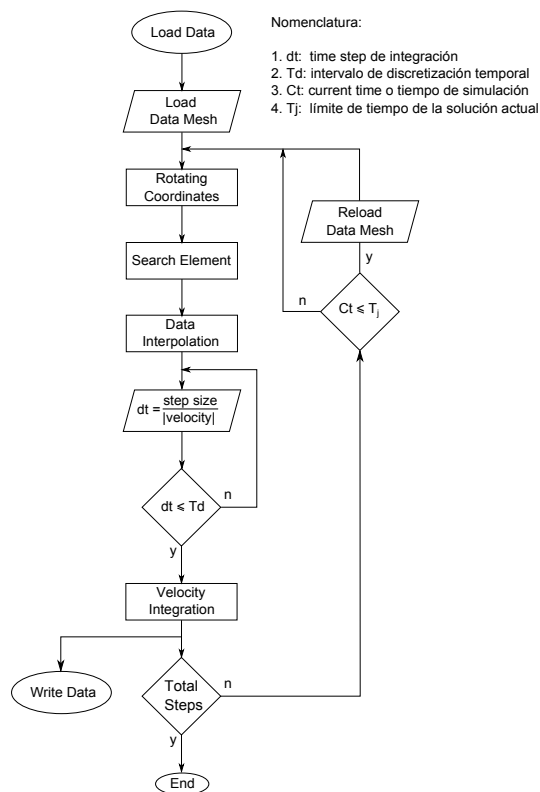 Load Data
Nomenclatura:
1. dt: time step de integración
2. Td: intervalo de discretización temporal
3. Ct: current time o tiempo de simulación
4. Tj: límite de tiempo de la solución actual
Load
Data Mesh
Rotating
Coordinates
Reload
Data Mesh
y
Search Element
n
Ct ≤ Tj
Data
Interpolation
dt = step size
|velocity|
dt ≤ Td
n
y
Velocity
Integration
Write Data
Total
Steps
n
y
End